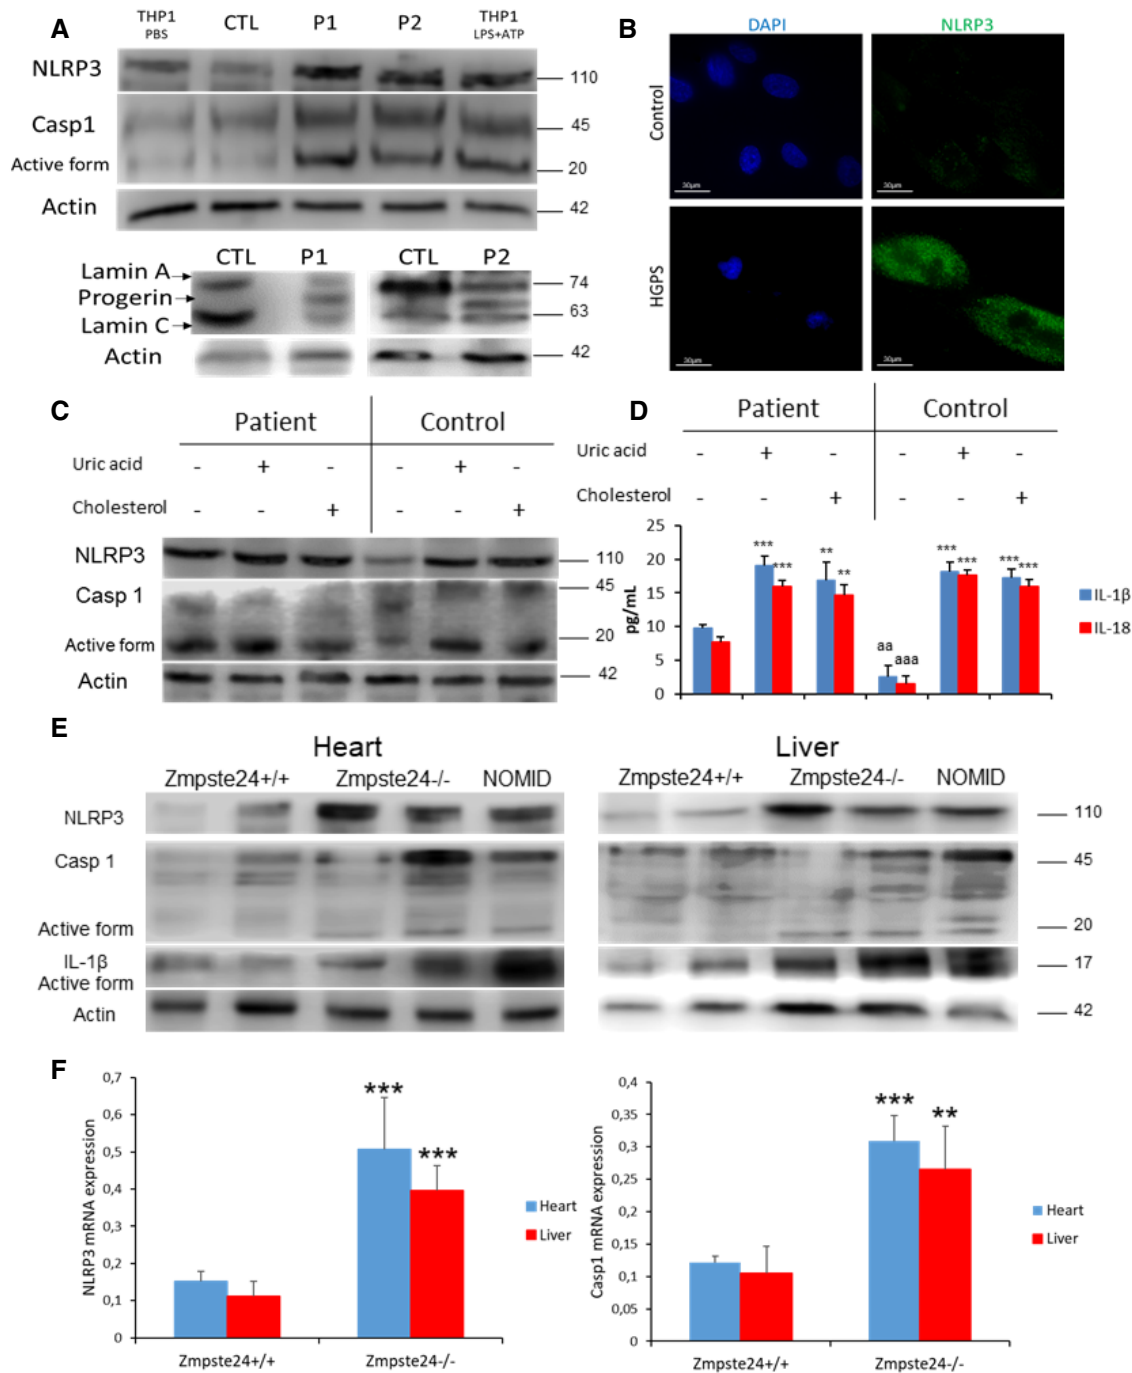 A
THP1 PBS CTL P1 P2 THP1 LPS+ATP
NLRP3 110
Casp1 45
Active form 20
Actin 42
CTL P1 CTL P2
Lamin A 74
Progerin 63
Lamin C
Actin 42
B
DAPI NLRP3
Control
30µm 30µm
HGPS
30µm 30µm
C
Patient Control
Uric acid - + - - + -
Cholesterol - - + - - +
NLRP3 110
Casp 1 45
Active form 20
Actin 42
D
Patient Control
Uric acid - + - - + -
Cholesterol - - + - - +
pg/mL
25
20
15
10
5
0
*** *** ** ** aa aaa *** *** *** ***
IL-1β
IL-18
E
Heart Liver
Zmpste24+/+ Zmpste24-/- NOMID Zmpste24+/+ Zmpste24-/- NOMID
NLRP3 110
Casp 1 45
Active form 20
IL-1β 17
Active form
Actin 42
F
NLRP3 mRNA expression
0,7
0,6
0,5
0,4
0,3
0,2
0,1
0
*** ***
Zmpste24+/+ Zmpste24-/-
Heart
Liver
Casp1 mRNA expression
0,4
0,35
0,3
0,25
0,2
0,15
0,1
0,05
0
*** **
Zmpste24+/+ Zmpste24-/-
Heart
Liver